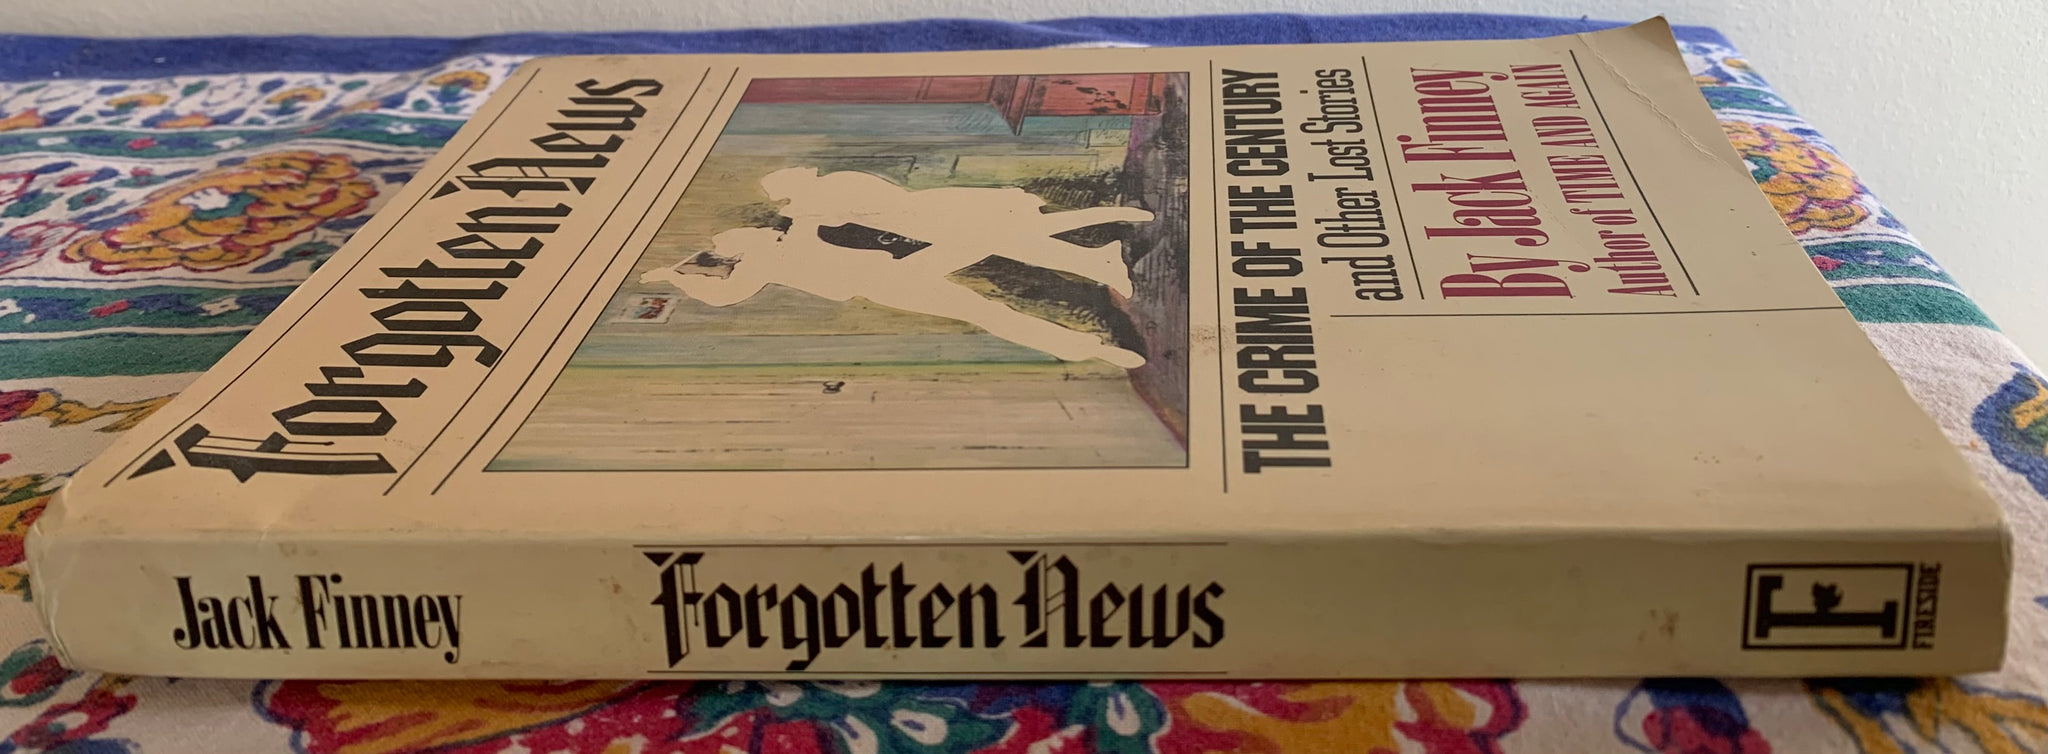 Forgotten News
THE CRIME OF THE CENTURY
and Other Lost Stories
By Jack Finney
Author of TIME AND AGAIN
Jack Finney
Forgotten News
F
FIRESIDE